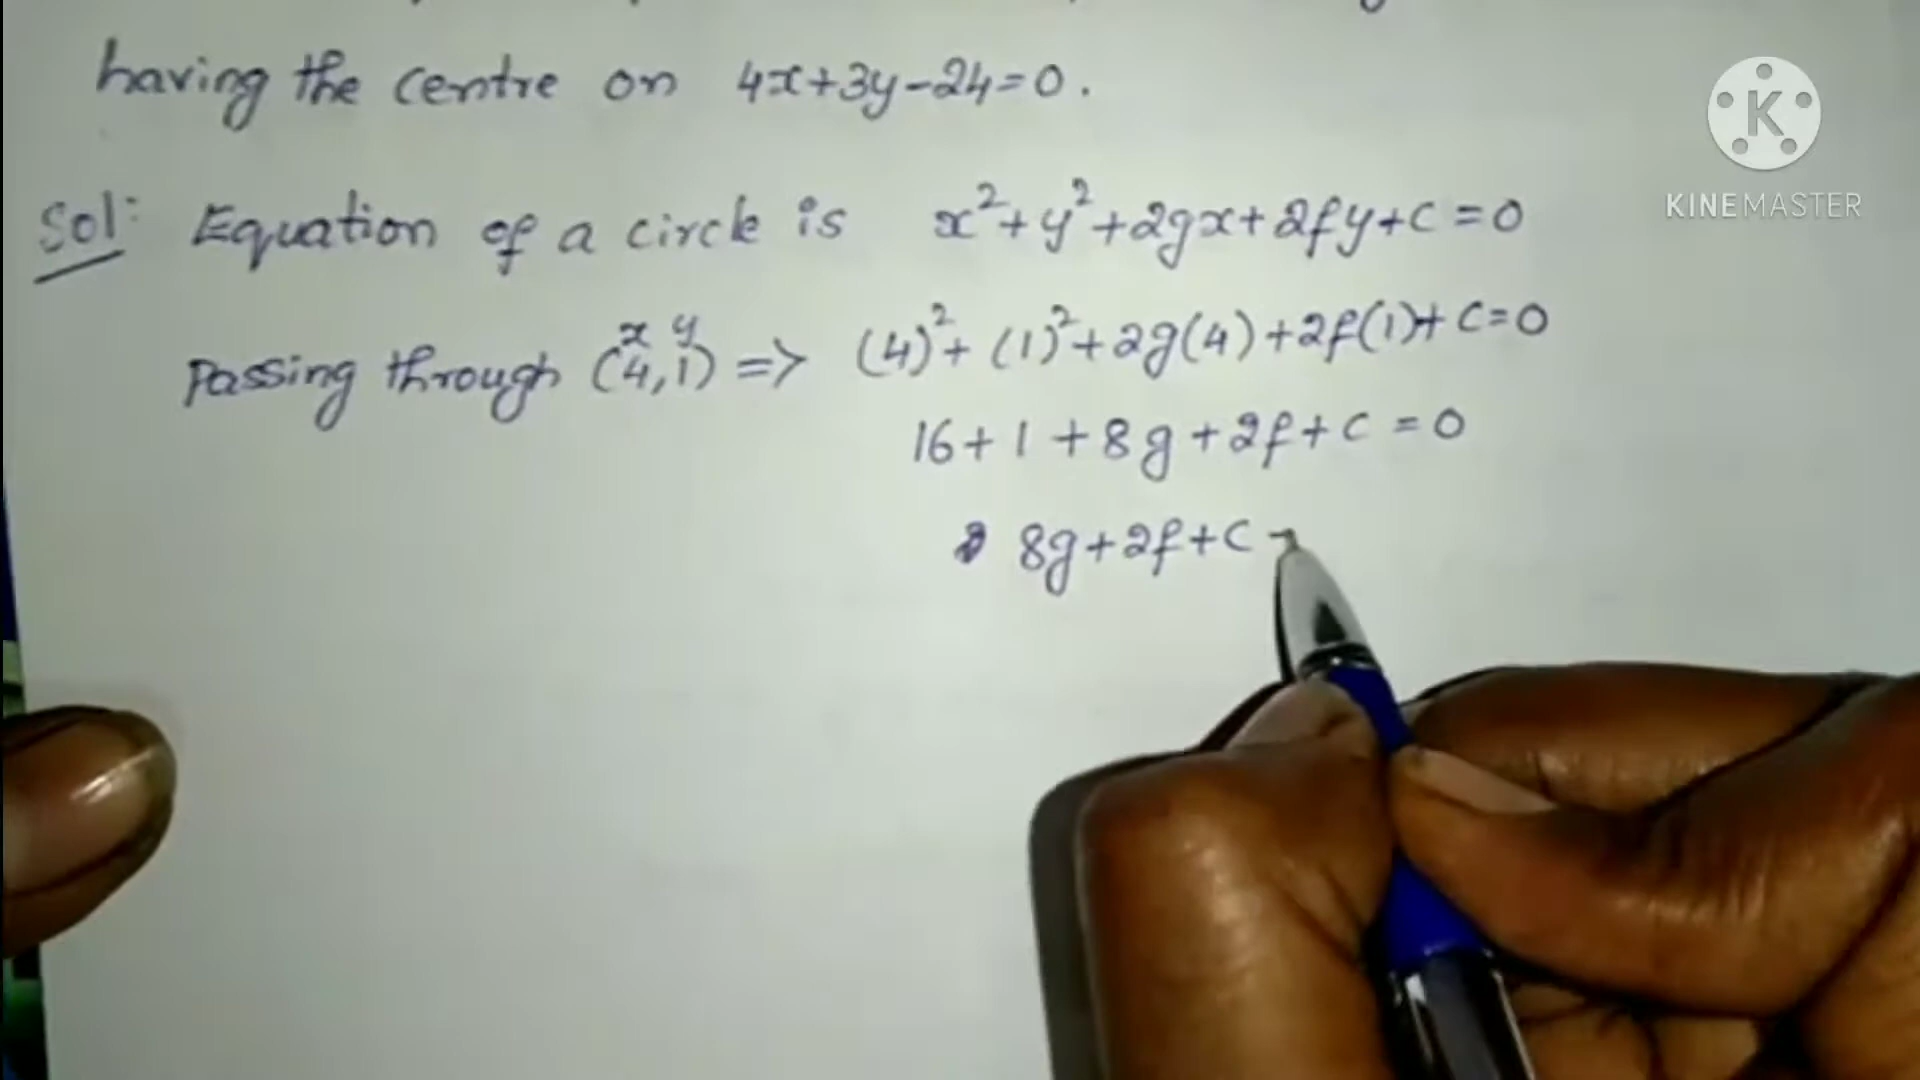 having the centre on 4x+3y-24=0.
Sol: Equation of a circle is x²+y²+2gx+2fy+c=0
x y
Passing through (4,1) => (4)²+(1)²+2g(4)+2f(1)+c=0
16+1+8g+2f+c=0
8g+2f+c
KINEMASTER